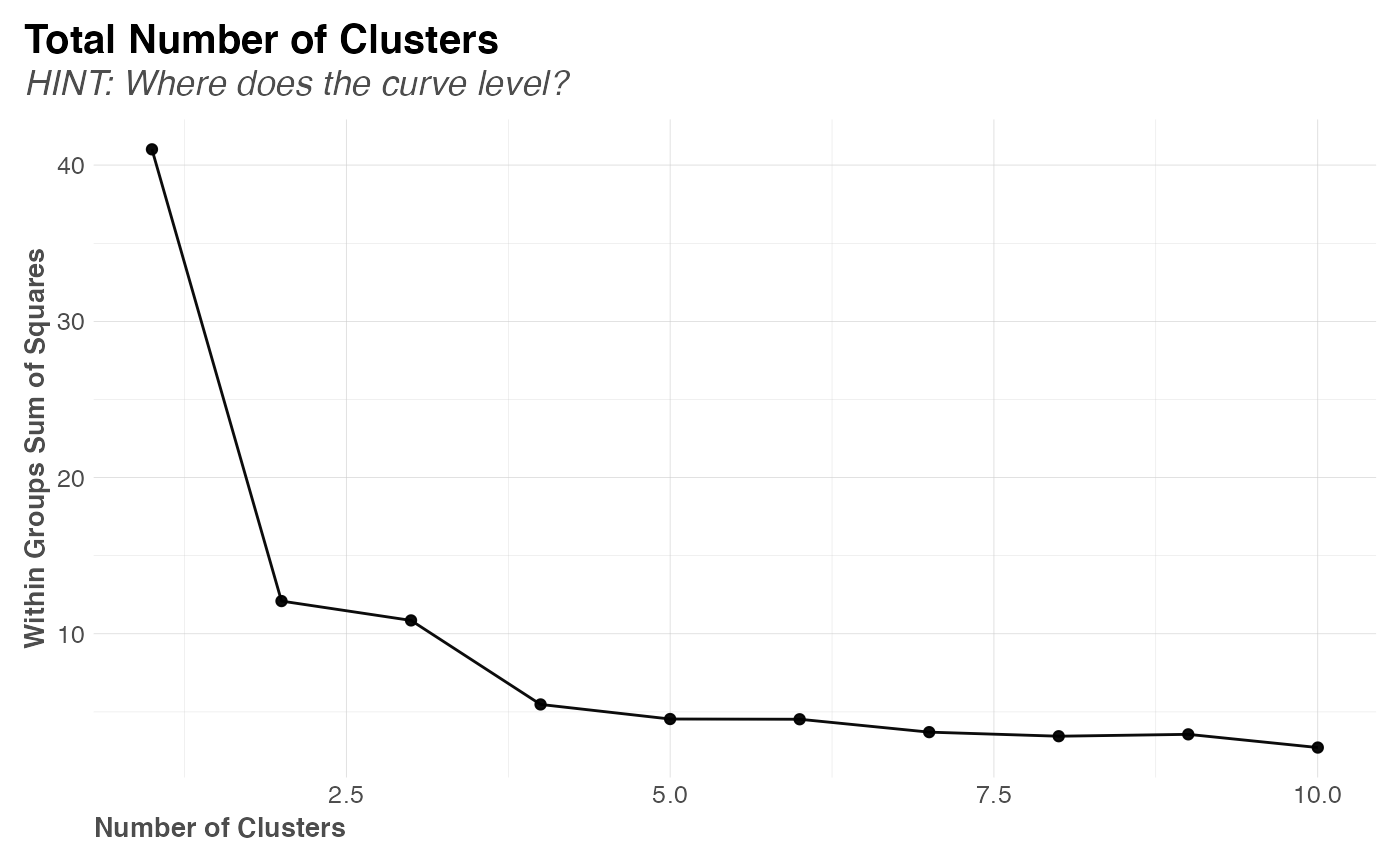 Total Number of Clusters
HINT: Where does the curve level?
Within Groups Sum of Squares
40
30
20
10
2.5
5.0
7.5
10.0
Number of Clusters